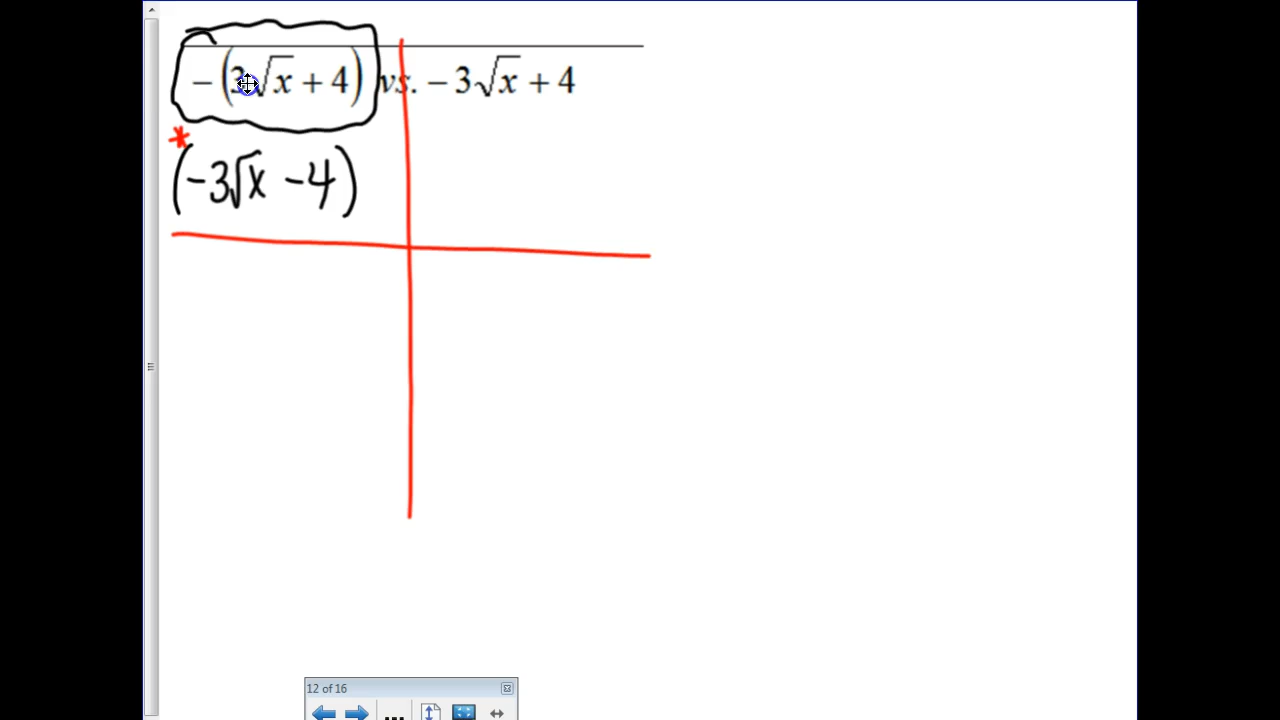 −(3√x + 4) vs. − 3√x + 4
*
(−3√x −4)
12 of 16